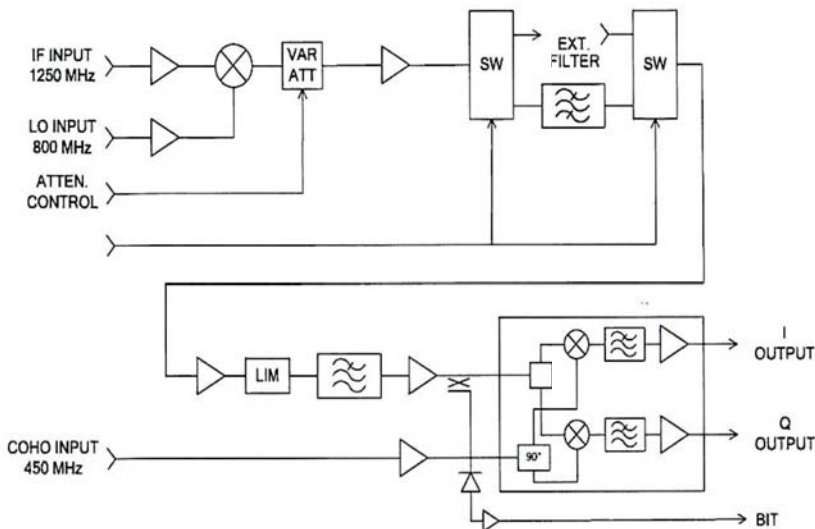 IF INPUT
1250 MHz
VAR
ATT
SW
EXT.
FILTER
SW
LO INPUT
800 MHz
ATTEN.
CONTROL
LIM
I
OUTPUT
Q
OUTPUT
COHO INPUT
450 MHz
90°
BIT